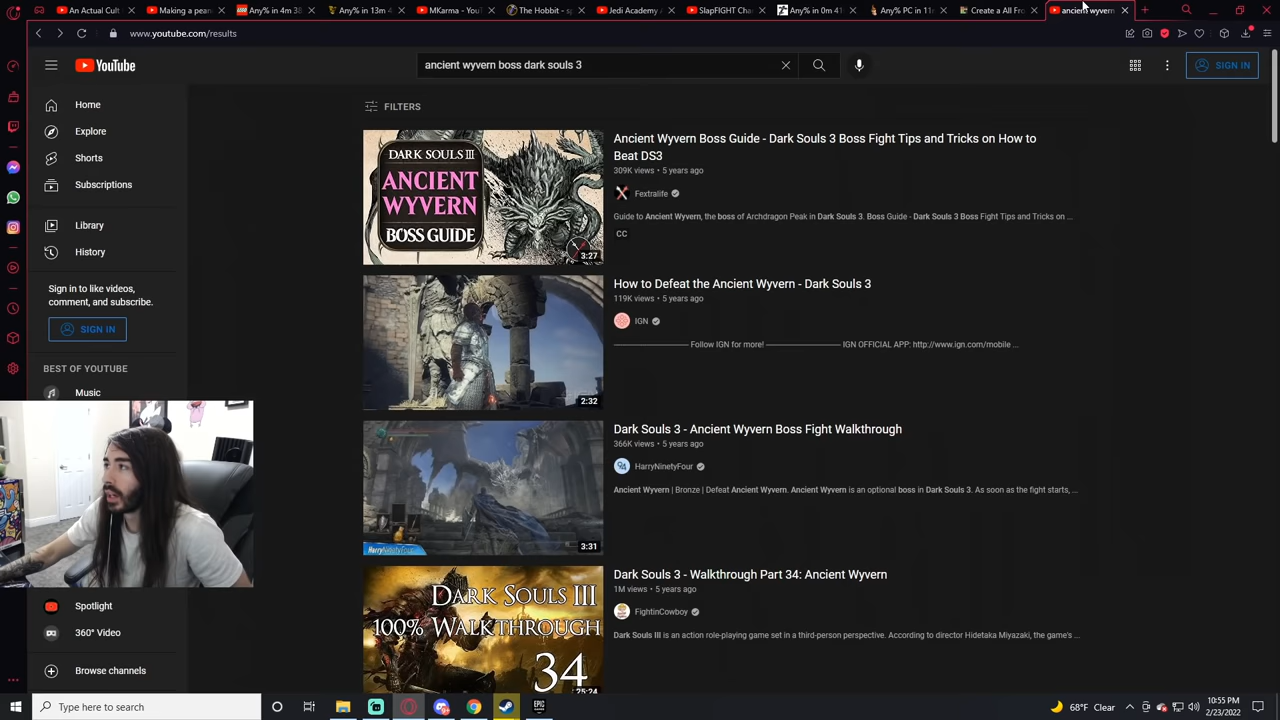 An Actual Cult
Making a pean
Any% in 4m 38
Any% in 13m 4
MKarma - You
The Hobbit - sp
Jedi Academy
SlapFIGHT Chan
Any% in 0m 41
Any% PC in 11
Create a All Fro
ancient wyvern
www.youtube.com/results
YouTube
ancient wyvern boss dark souls 3
SIGN IN
Home
Explore
Shorts
Subscriptions
Library
History
Sign in to like videos,
comment, and subscribe.
SIGN IN
BEST OF YOUTUBE
Music
Spotlight
360° Video
Browse channels
FILTERS
DARK SOULS III
ANCIENT
WYVERN
BOSS GUIDE
3:27
Ancient Wyvern Boss Guide - Dark Souls 3 Boss Fight Tips and Tricks on How to
Beat DS3
309K views • 5 years ago
Fextralife
Guide to Ancient Wyvern, the boss of Archdragon Peak in Dark Souls 3. Boss Guide - Dark Souls 3 Boss Fight Tips and Tricks on ...
CC
2:32
How to Defeat the Ancient Wyvern - Dark Souls 3
119K views • 5 years ago
IGN
Follow IGN for more! IGN OFFICIAL APP: http://www.ign.com/mobile ...
HarryNinetyFour
3:31
Dark Souls 3 - Ancient Wyvern Boss Fight Walkthrough
366K views • 5 years ago
HarryNinetyFour
Ancient Wyvern | Bronze | Defeat Ancient Wyvern. Ancient Wyvern is an optional boss in Dark Souls 3. As soon as the fight starts, ...
DARK SOULS III
100% WALKTHROUGH
34
25:24
Dark Souls 3 - Walkthrough Part 34: Ancient Wyvern
1M views • 5 years ago
FightinCowboy
Dark Souls III is an action role-playing game set in a third-person perspective. According to director Hidetaka Miyazaki, the game's ...
Type here to search
EPIC
68°F Clear
10:55 PM
2/23/2022